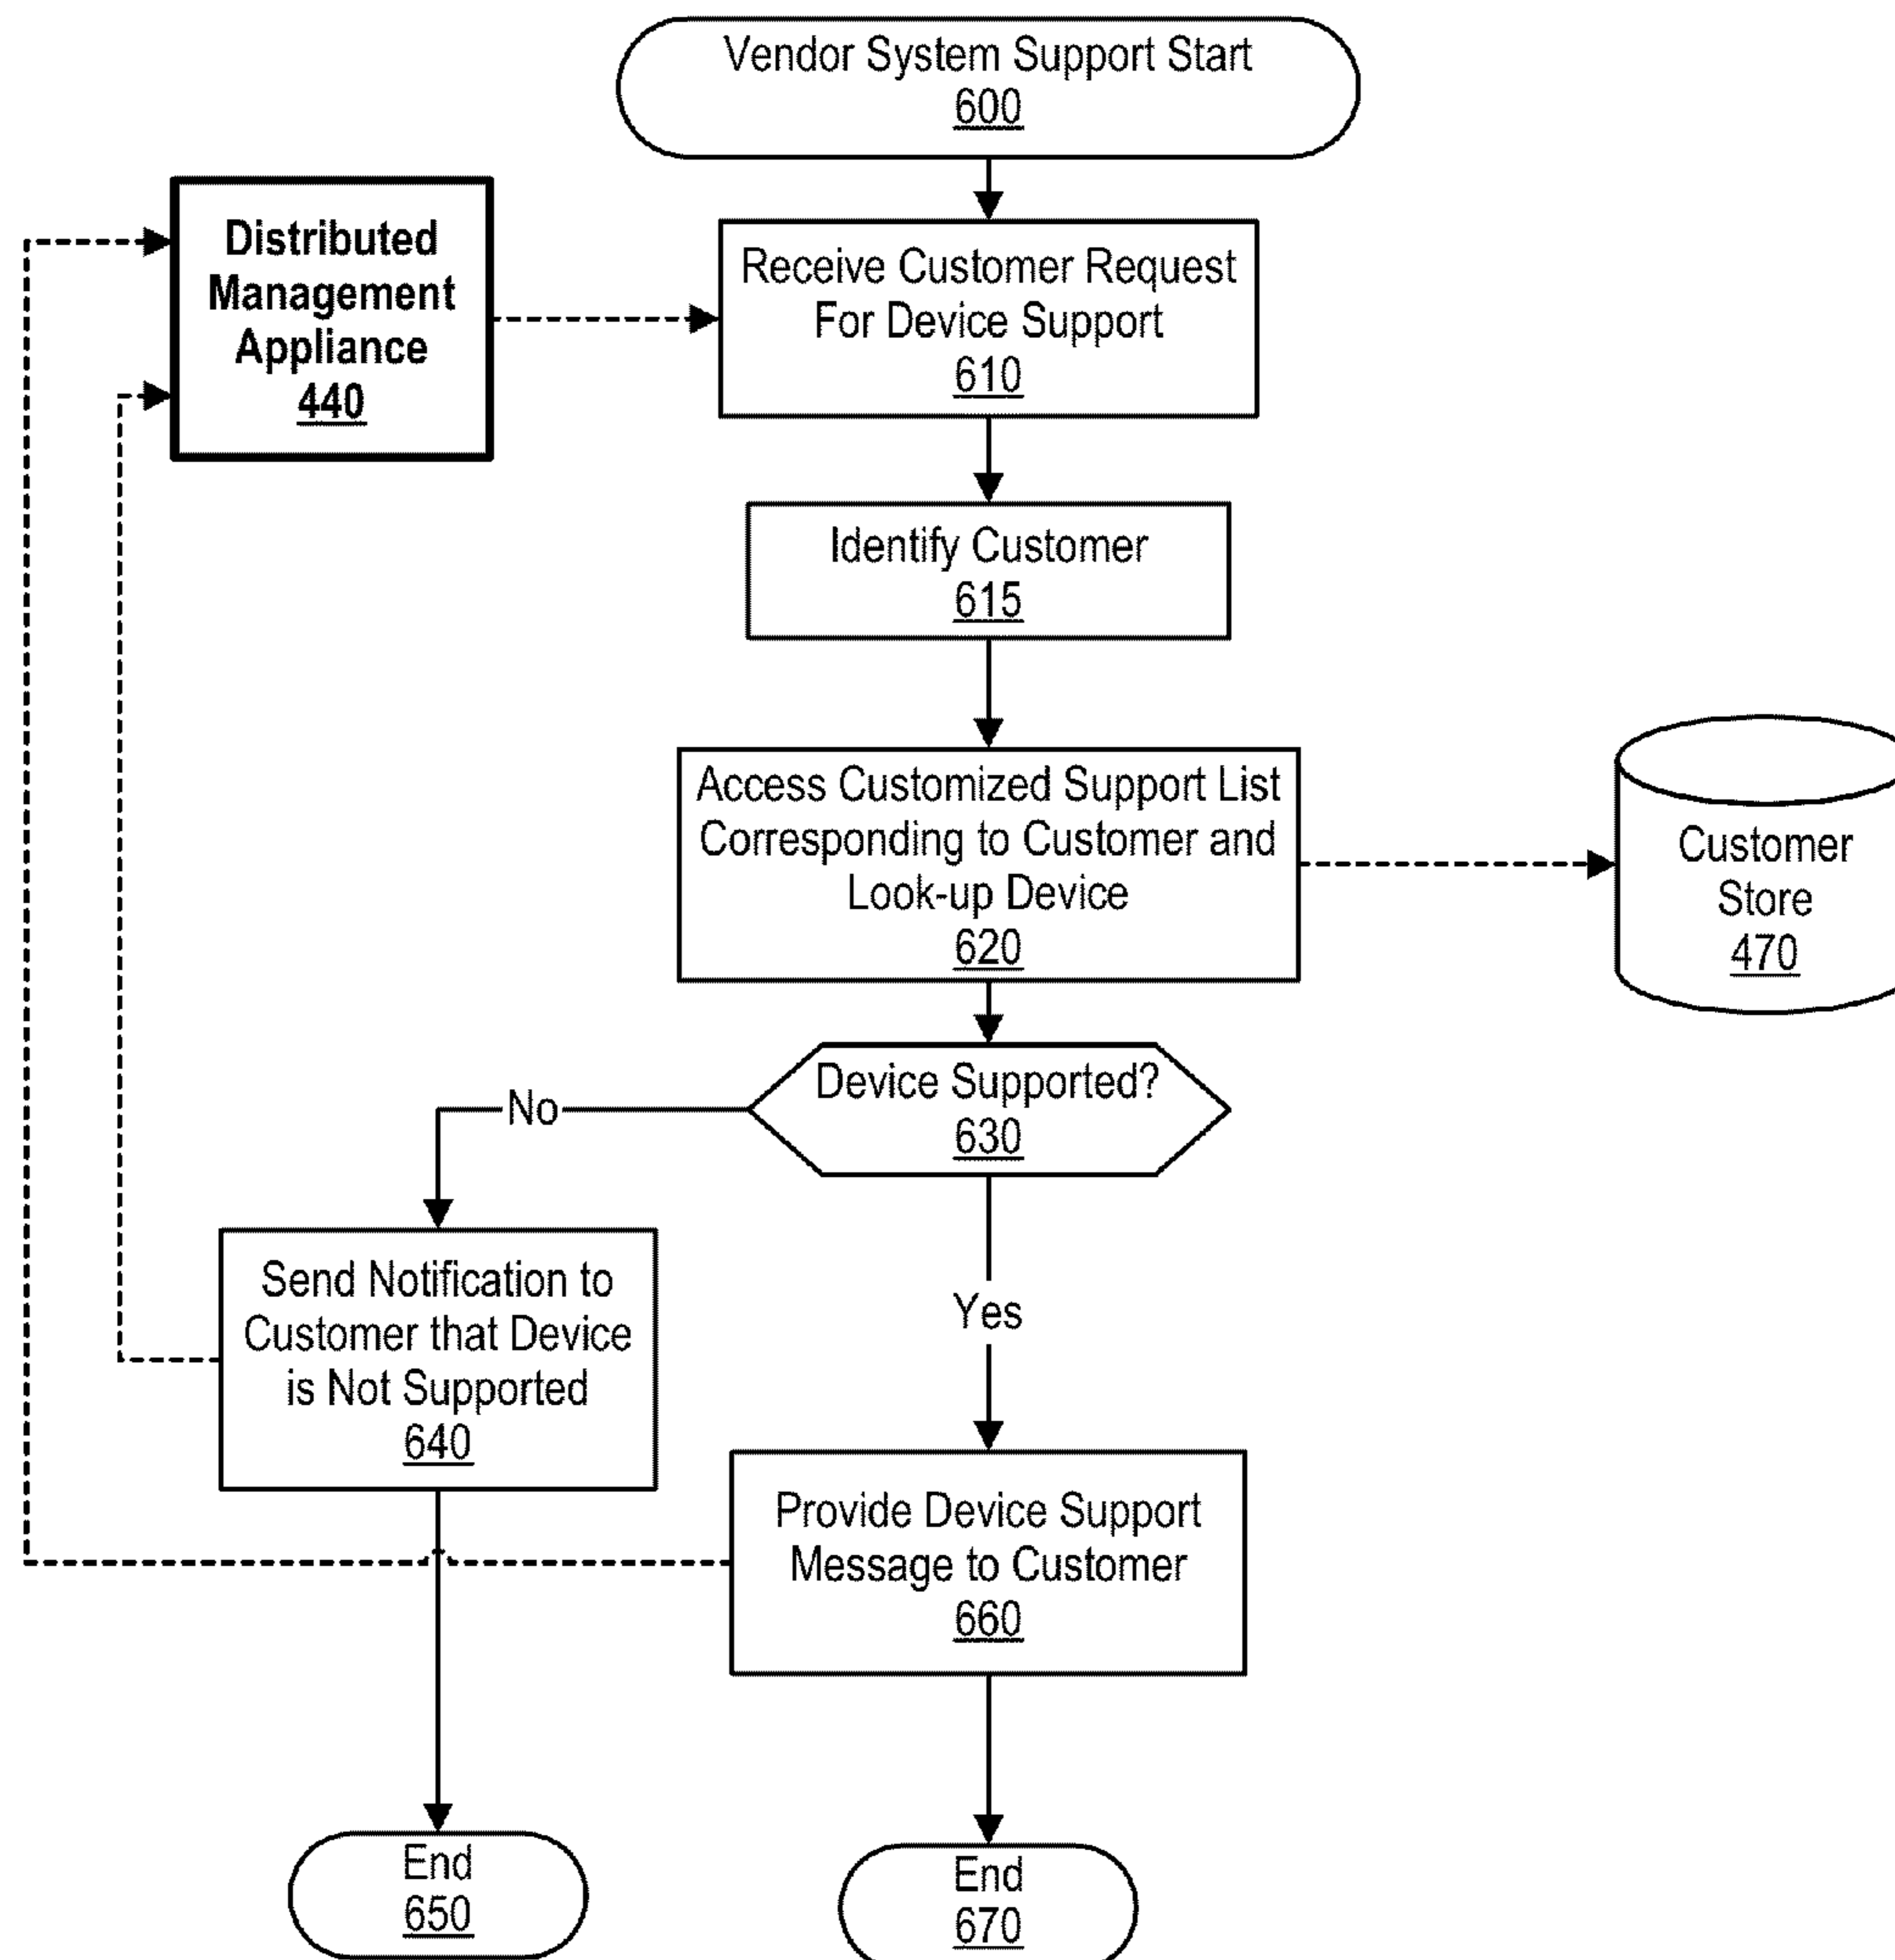 Vendor System Support Start
600
Distributed
Management
Appliance
440
Receive Customer Request
For Device Support
610
Identify Customer
615
Access Customized Support List
Corresponding to Customer and
Look-up Device
620
Customer
Store
470
Device Supported?
630
No
Yes
Send Notification to
Customer that Device
is Not Supported
640
Provide Device Support
Message to Customer
660
End
650
End
670